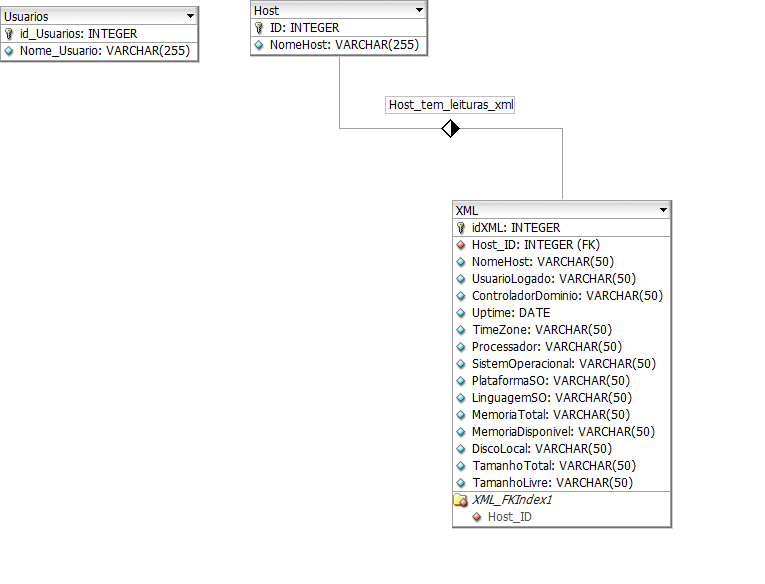 Usuarios
id_Usuarios: INTEGER
Nome_Usuario: VARCHAR(255)
Host
ID: INTEGER
NomeHost: VARCHAR(255)
Host_tem_leituras_xml
XML
idXML: INTEGER
Host_ID: INTEGER (FK)
NomeHost: VARCHAR(50)
UsuarioLogado: VARCHAR(50)
ControladorDominio: VARCHAR(50)
Uptime: DATE
TimeZone: VARCHAR(50)
Processador: VARCHAR(50)
SistemOperacional: VARCHAR(50)
PlataformaSO: VARCHAR(50)
LinguagemSO: VARCHAR(50)
MemoriaTotal: VARCHAR(50)
MemoriaDisponivel: VARCHAR(50)
DiscoLocal: VARCHAR(50)
TamanhoTotal: VARCHAR(50)
TamanhoLivre: VARCHAR(50)
XML_FKIndex1
Host_ID